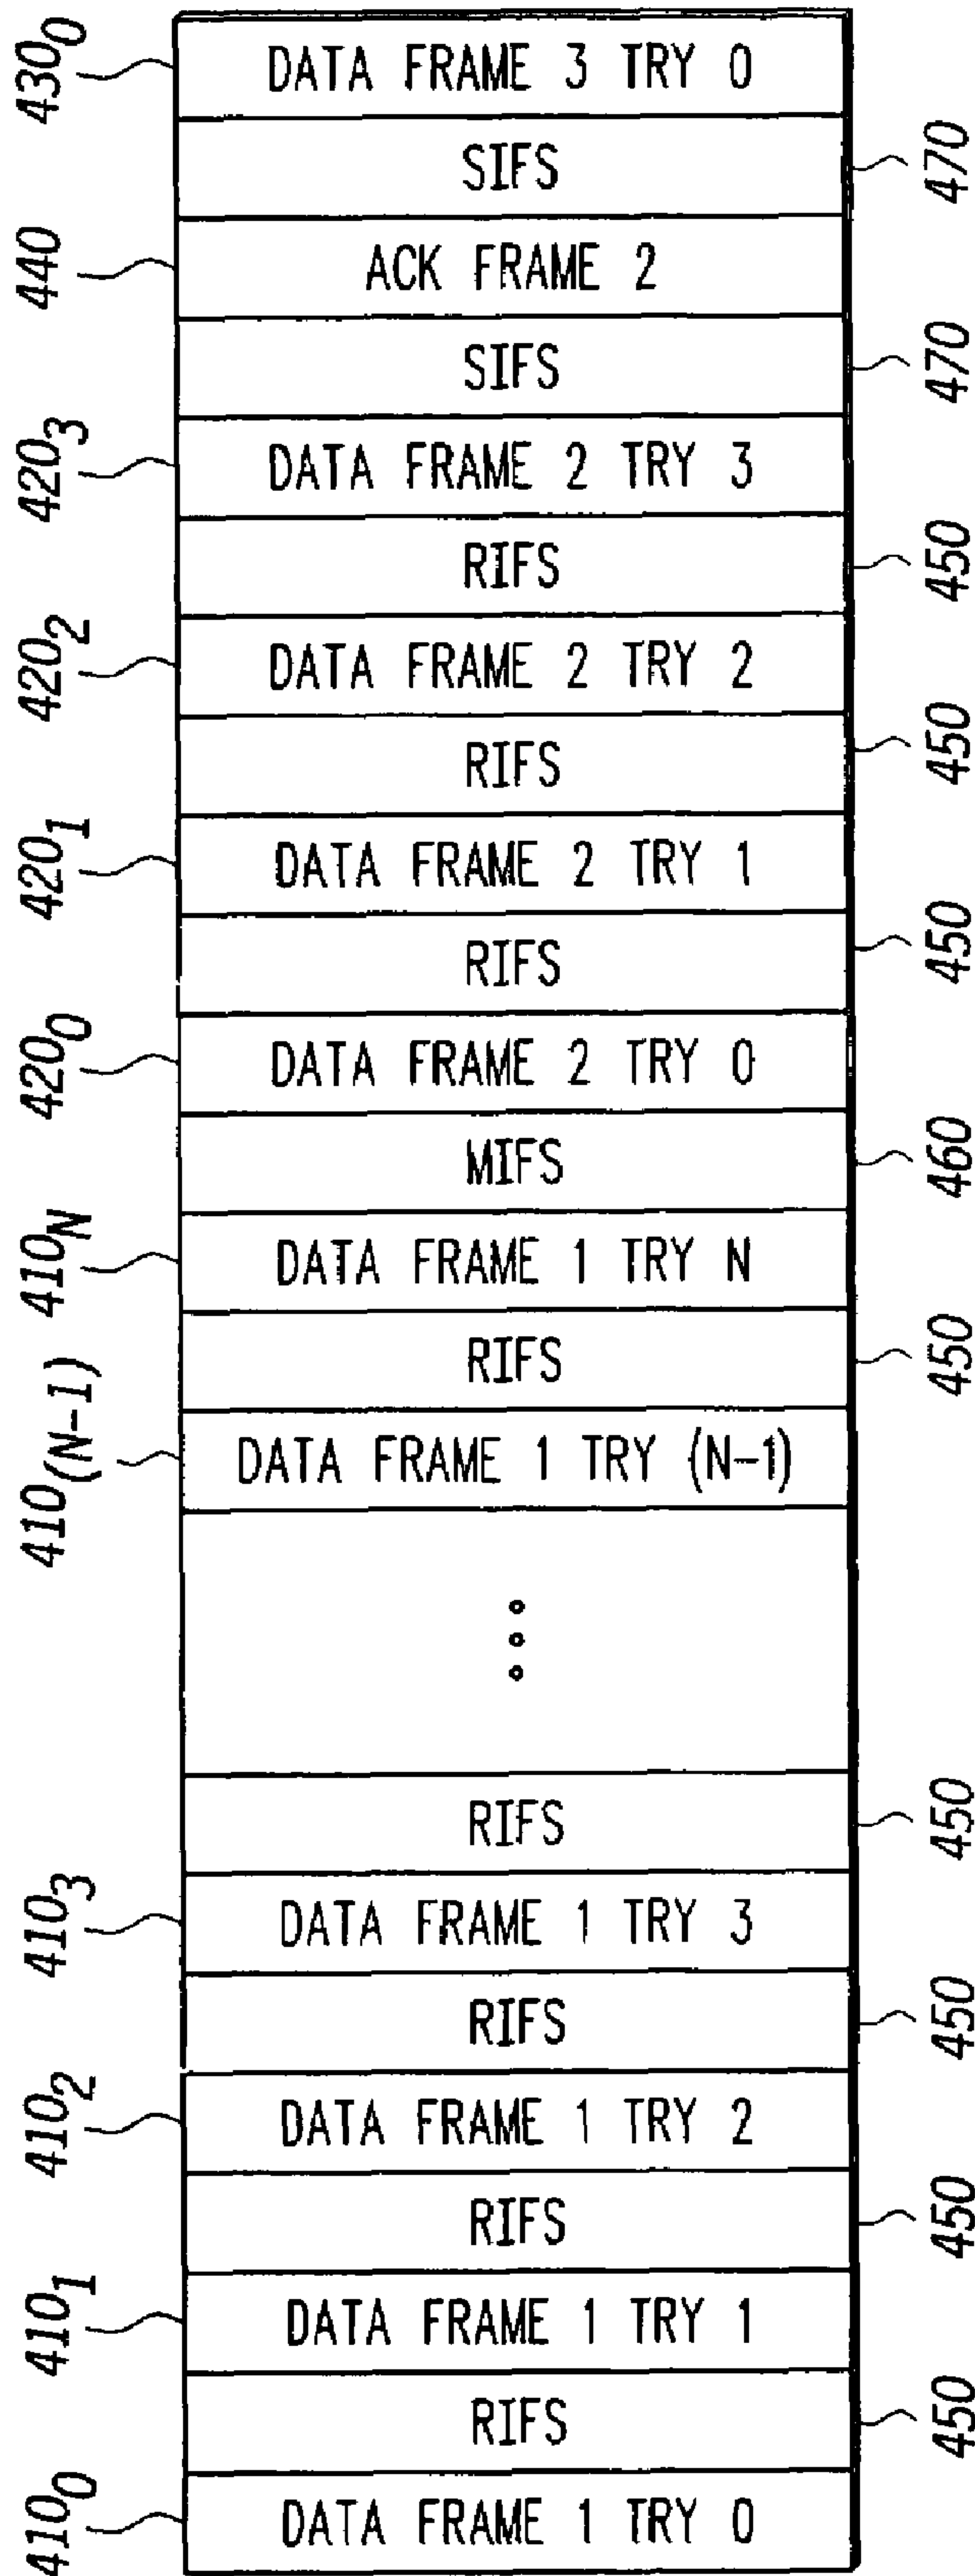 430₀
DATA FRAME 3 TRY 0
SIFS
470
440
ACK FRAME 2
SIFS
470
420₃
DATA FRAME 2 TRY 3
RIFS
450
420₂
DATA FRAME 2 TRY 2
RIFS
450
420₁
DATA FRAME 2 TRY 1
RIFS
450
420₀
DATA FRAME 2 TRY 0
MIFS
460
410N
DATA FRAME 1 TRY N
RIFS
450
410(N-1)
DATA FRAME 1 TRY (N-1)
RIFS
450
410₃
DATA FRAME 1 TRY 3
RIFS
450
410₂
DATA FRAME 1 TRY 2
RIFS
450
410₁
DATA FRAME 1 TRY 1
RIFS
450
410₀
DATA FRAME 1 TRY 0